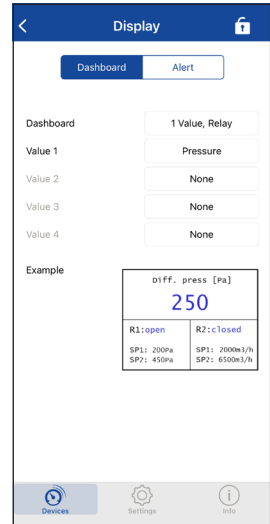 Display
Dashboard Alert
Dashboard 1 Value, Relay
Value 1 Pressure
Value 2 None
Value 3 None
Value 4 None
Example
Diff. press [Pa]
250
R1:open R2:closed
SP1: 200Pa SP1: 2000m3/h
SP2: 450Pa SP2: 6500m3/h
Devices Settings Info